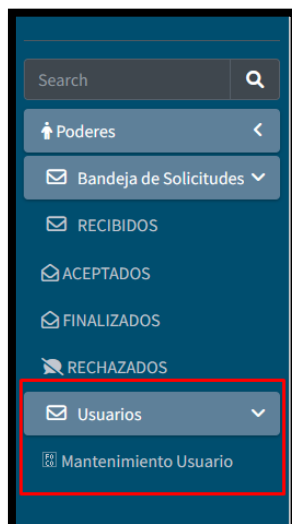 Search
Poderes
Bandeja de Solicitudes
RECIBIDOS
ACEPTADOS
FINALIZADOS
RECHAZADOS
Usuarios
Mantenimiento Usuario